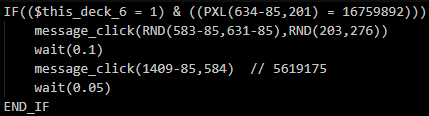 IF(($this_deck_6 = 1) & ((PXL(634-85,201) = 16759892)))
    message_click(RND(583-85,631-85),RND(203,276))
    wait(0.1)
    message_click(1409-85,584)  // 5619175
    wait(0.05)
END_IF